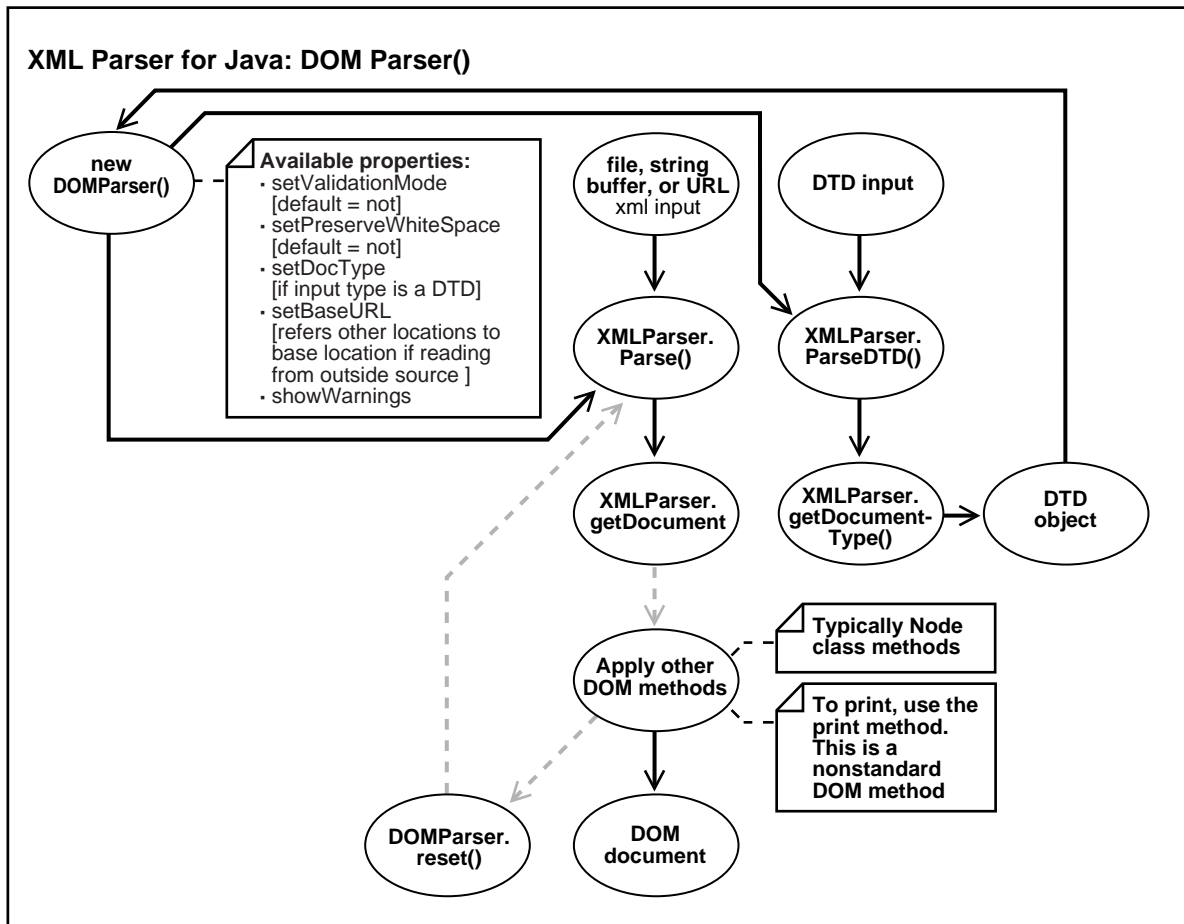 XML Parser for Java: DOM Parser()
new
DOMParser()
Available properties:
· setValidationMode
[default = not]
· setPreserveWhiteSpace
[default = not]
· setDocType
[if input type is a DTD]
· setBaseURL
[refers other locations to
base location if reading
from outside source ]
· showWarnings
file, string
buffer, or URL
xml input
DTD input
XMLParser.
Parse()
XMLParser.
ParseDTD()
XMLParser.
getDocument
XMLParser.
getDocument-
Type()
DTD
object
Apply other
DOM methods
Typically Node
class methods
To print, use the
print method.
This is a
nonstandard
DOM method
DOMParser.
reset()
DOM
document